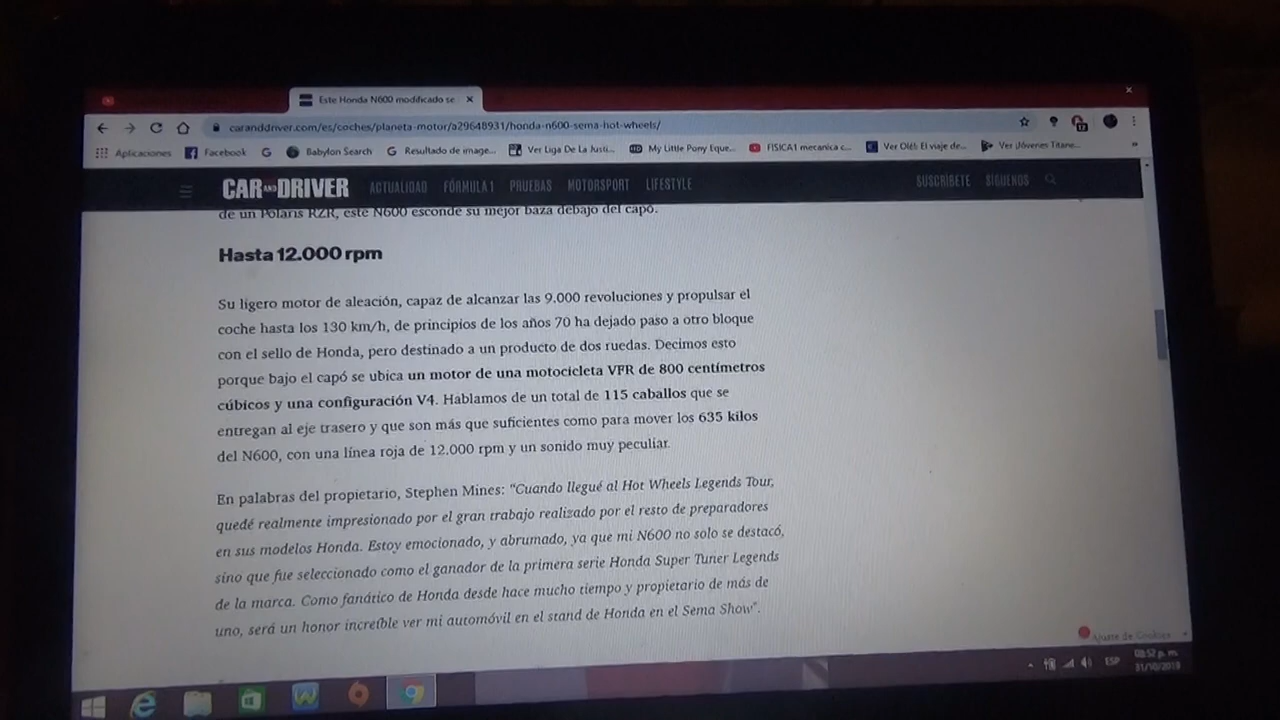 Este Honda N600 modificado se
caranddriver.com/es/coches/planeta-motor/a29648931/honda-n600-sema-hot-wheels/
Aplicaciones Facebook Babylon Search Resultado de image... Ver Liga De La Justi... My Little Pony Eque... FISICA1 mecanica c... Ver Olé: El viaje de... Ver ¡Jóvenes Titane... »
CAR AND DRIVER ACTUALIDAD FÓRMULA 1 PRUEBAS MOTORSPORT LIFESTYLE SUSCRÍBETE SÍGUENOS
de un Polaris RZR, este N600 esconde su mejor baza debajo del capó.
Hasta 12.000 rpm
Su ligero motor de aleación, capaz de alcanzar las 9.000 revoluciones y propulsar el
coche hasta los 130 km/h, de principios de los años 70 ha dejado paso a otro bloque
con el sello de Honda, pero destinado a un producto de dos ruedas. Decimos esto
porque bajo el capó se ubica un motor de una motocicleta VFR de 800 centímetros
cúbicos y una configuración V4. Hablamos de un total de 115 caballos que se
entregan al eje trasero y que son más que suficientes como para mover los 635 kilos
del N600, con una línea roja de 12.000 rpm y un sonido muy peculiar.
En palabras del propietario, Stephen Mines: "Cuando llegué al Hot Wheels Legends Tour,
quedé realmente impresionado por el gran trabajo realizado por el resto de preparadores
en sus modelos Honda. Estoy emocionado, y abrumado, ya que mi N600 no solo se destacó,
sino que fue seleccionado como el ganador de la primera serie Honda Super Tuner Legends
de la marca. Como fanático de Honda desde hace mucho tiempo y propietario de más de
uno, será un honor increíble ver mi automóvil en el stand de Honda en el Sema Show".
Ajuste de Cookies
ESP 08:52 p. m.
31/10/2019